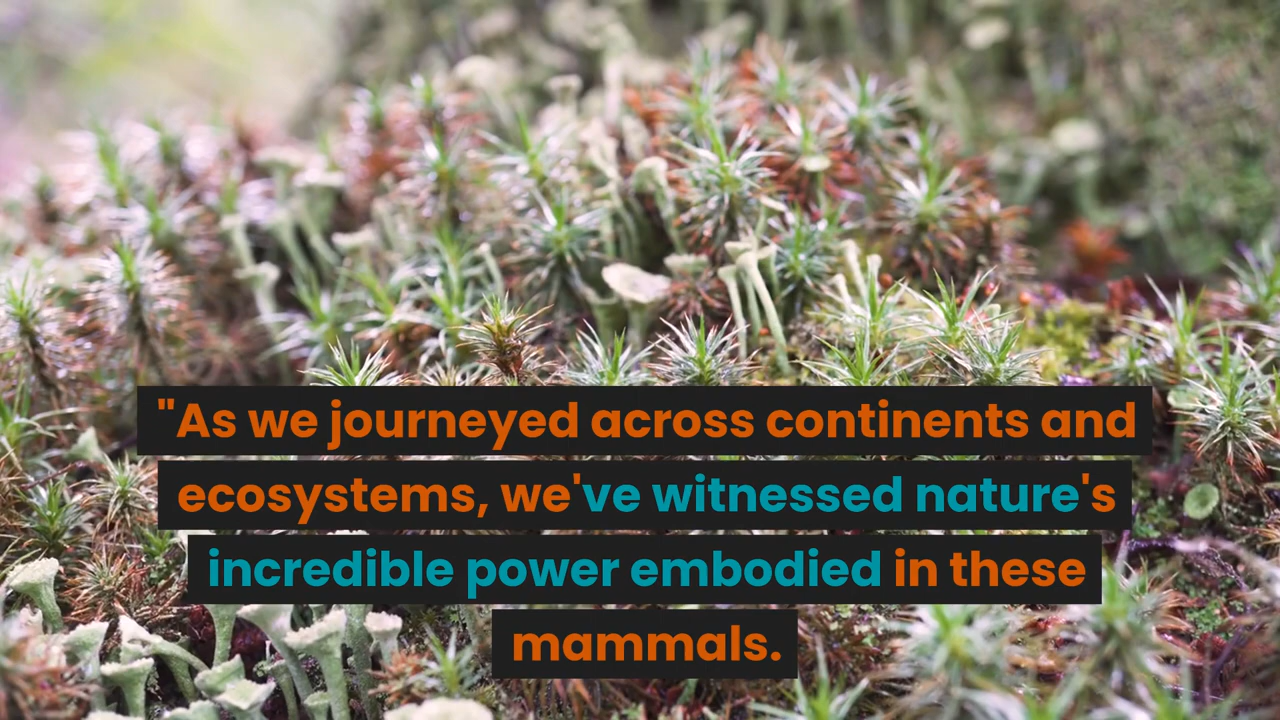 "As we journeyed across continents and
ecosystems, we've witnessed nature's
incredible power embodied in these
mammals.